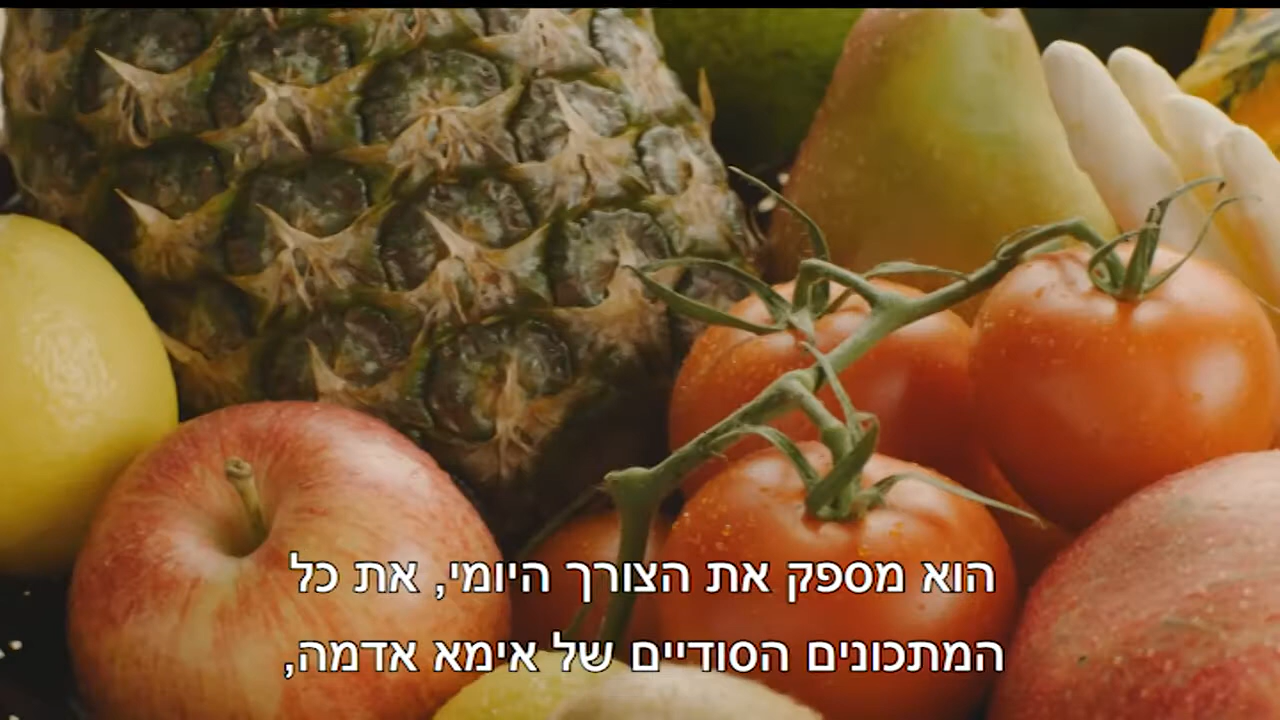 הוא מספק את הצורך היומי, את כל
המתכונים הסודיים של אימא אדמה,